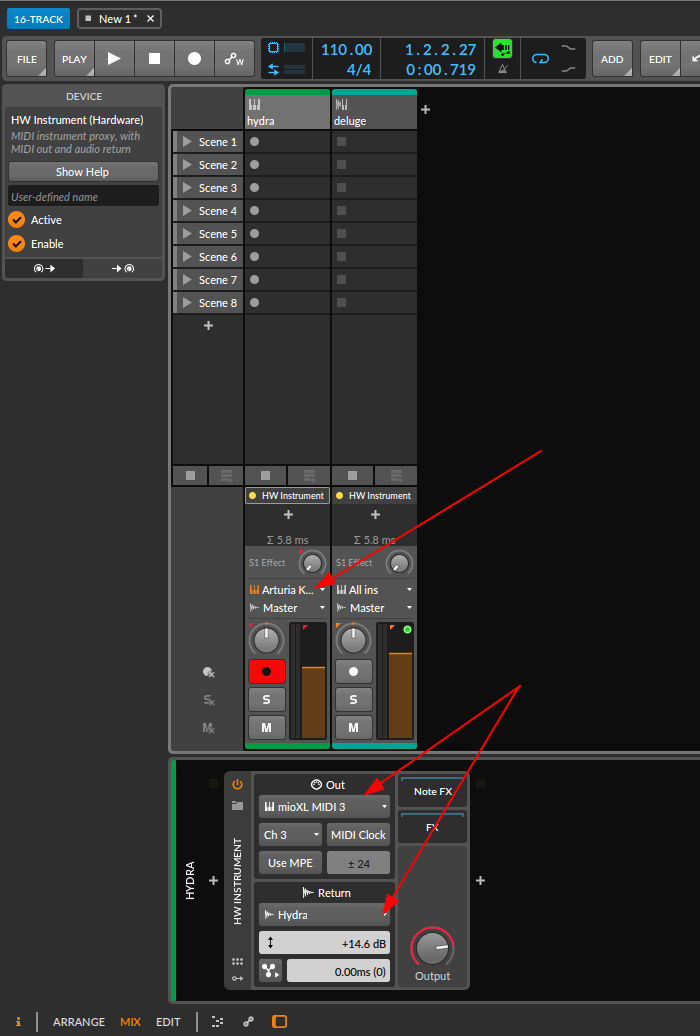 16-TRACK
New 1 *
FILE
PLAY
110.00
4/4
1.2.2.27
0:00.719
ADD
EDIT
DEVICE
HW Instrument (Hardware)
MIDI instrument proxy, with
MIDI out and audio return
Show Help
User-defined name
Active
Enable
hydra
deluge
Scene 1
Scene 2
Scene 3
Scene 4
Scene 5
Scene 6
Scene 7
Scene 8
HW Instrument
HW Instrument
Σ 5.8 ms
Σ 5.8 ms
S1 Effect
S1 Effect
Arturia K...
All ins
Master
Master
S
S
M
M
HYDRA
HW INSTRUMENT
Out
mioXL MIDI 3
Ch 3
MIDI Clock
Use MPE
± 24
Return
Hydra
+14.6 dB
0.00ms (0)
Note FX
FX
Output
i
ARRANGE
MIX
EDIT